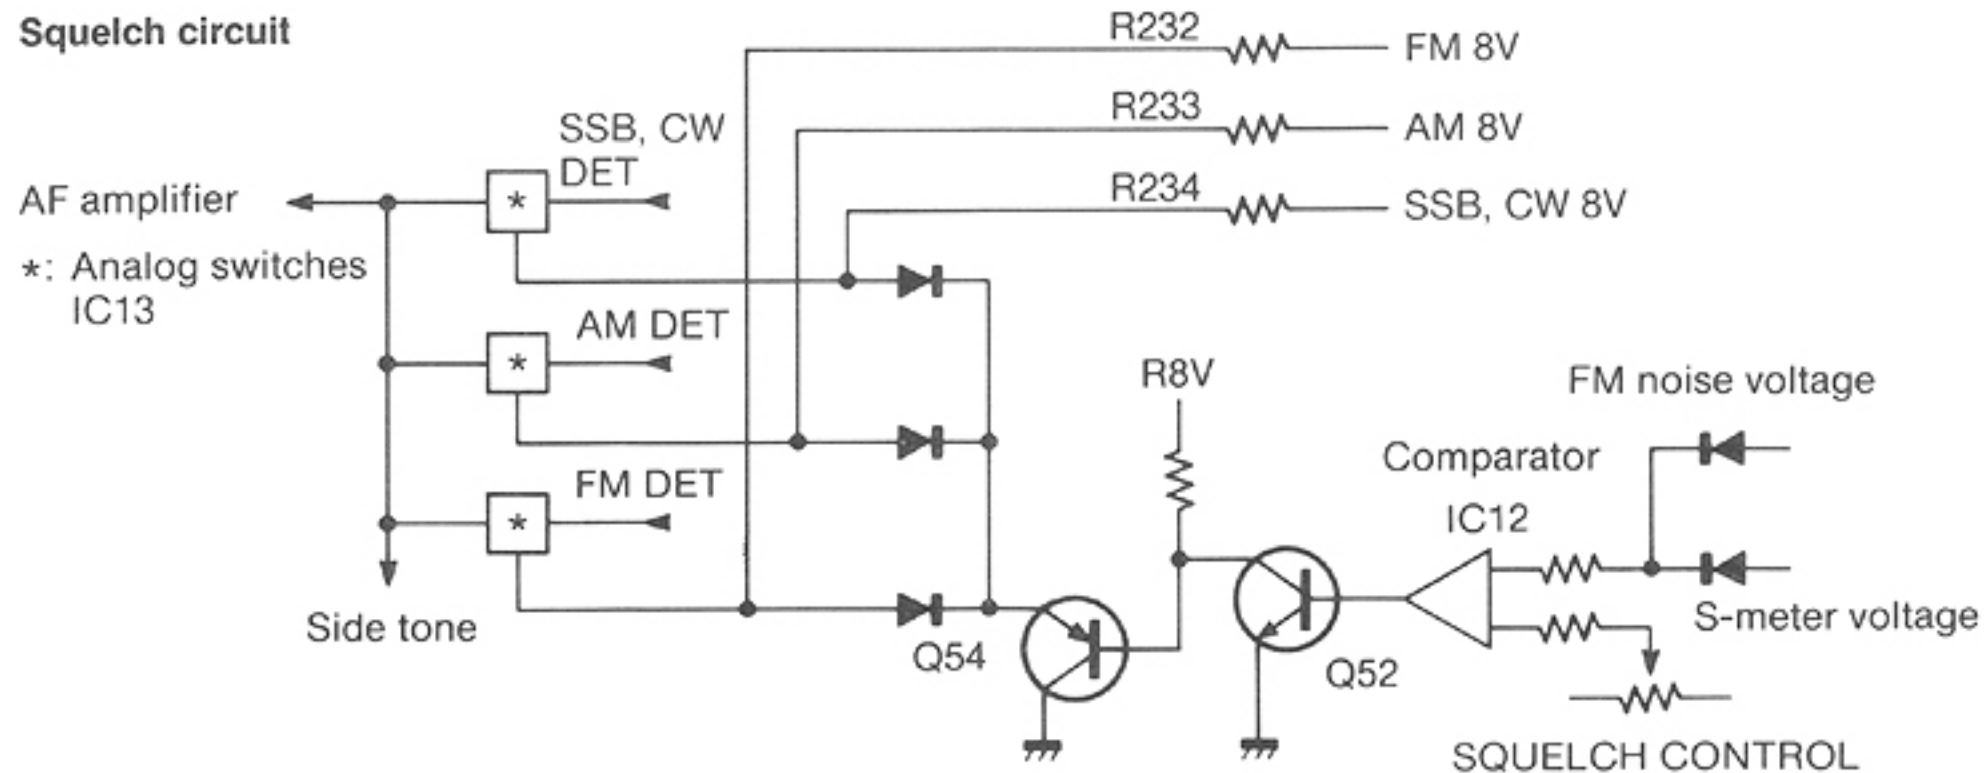 Squelch circuit
R232
FM 8V
R233
AM 8V
SSB, CW
DET
R234
SSB, CW 8V
AF amplifier
*
*: Analog switches
IC13
AM DET
*
R8V
FM noise voltage
Comparator
FM DET
*
IC12
S-meter voltage
Side tone
Q54
Q52
SQUELCH CONTROL